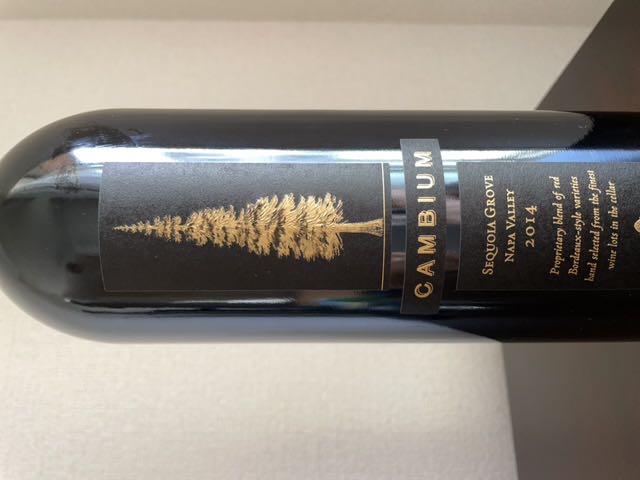 CAMBIUM
SEQUOIA GROVE
NAPA VALLEY
2014
Proprietary blend of red
Bordeaux-style varieties
hand selected from the finest
wine lots in the cellar